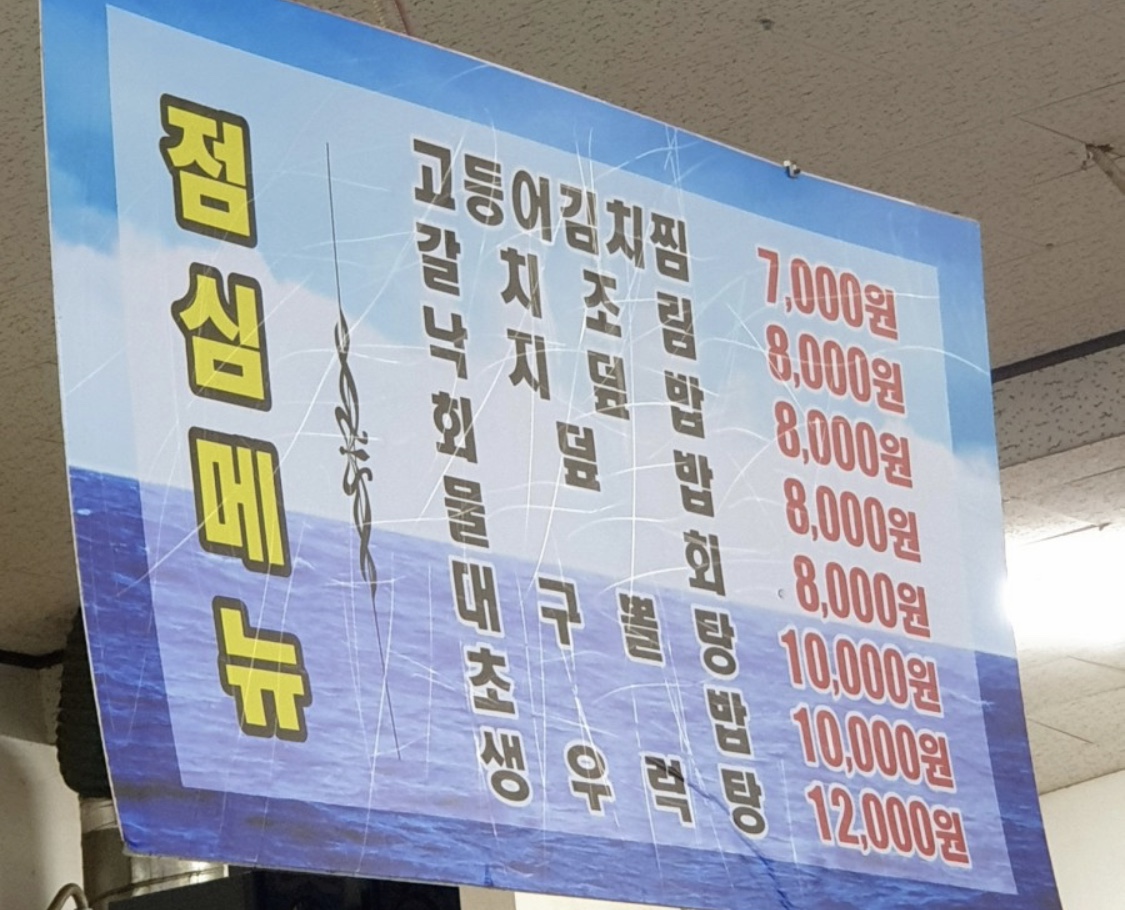 점심메뉴
고등어김치찜 7,000원
갈치조림 8,000원
낙지덮밥 8,000원
회덮밥 8,000원
물회 8,000원
대구뽈탕 10,000원
초밥 10,000원
생우럭탕 12,000원